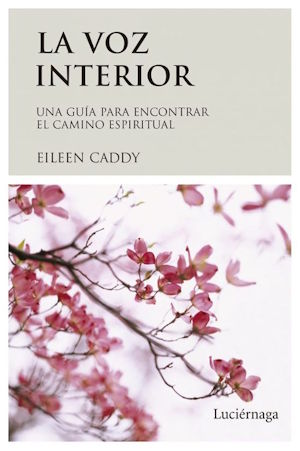 LA VOZ
INTERIOR
UNA GUÍA PARA ENCONTRAR
EL CAMINO ESPIRITUAL
EILEEN CADDY
Luciérnaga